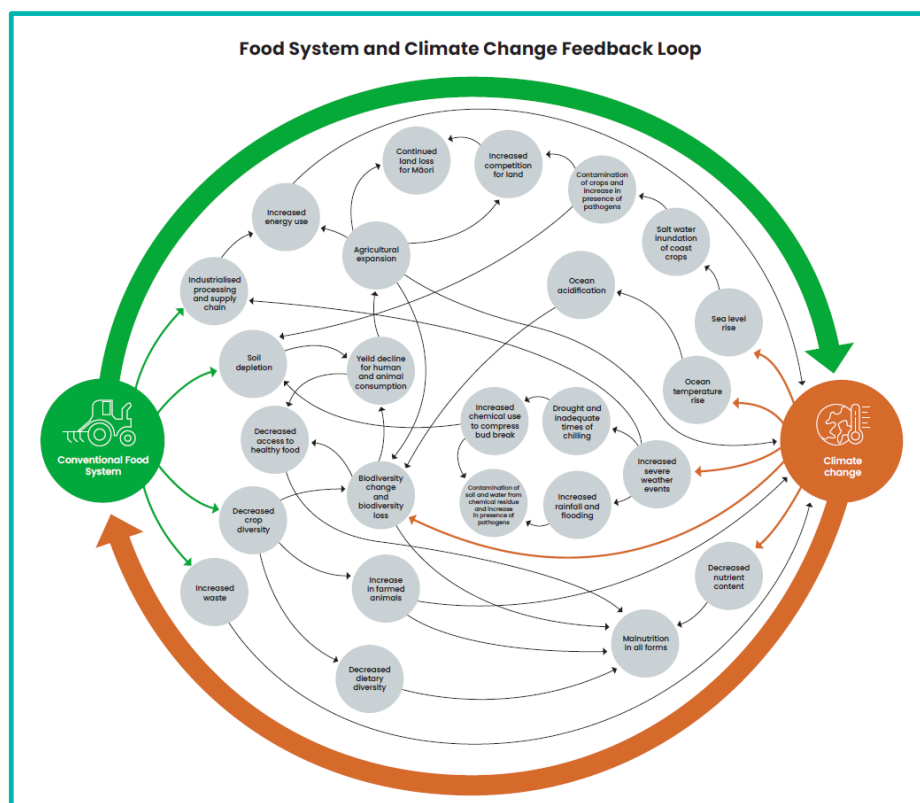 Food System and Climate Change Feedback Loop
Continued
land loss
for Māori
Increased
competition
for land
Contamination
of crops and
increase in
presence of
pathogens
Increased
energy use
Salt water
inundation
of coast
crops
Agricultural
expansion
Industrialised
processing
and supply
chain
Ocean
acidification
Sea level
rise
Soil
depletion
Yeild decline
for human
and animal
consumption
Ocean
temperature
rise
Conventional Food
System
Decreased
access to
healthy food
Increased
chemical use
to compress
bud break
Drought and
inadequate
times of
chilling
Climate
change
Increased
severe
weather
events
Biodiversity
change and
biodiversity
loss
Contamination of
soil and water from
chemical residue
and increase
in presence of
pathogens
Increased
rainfall and
flooding
Decreased
crop
diversity
Increased
waste
Increase
in farmed
animals
Decreased
nutrient
content
Malnutrition
in all forms
Decreased
dietary
diversity